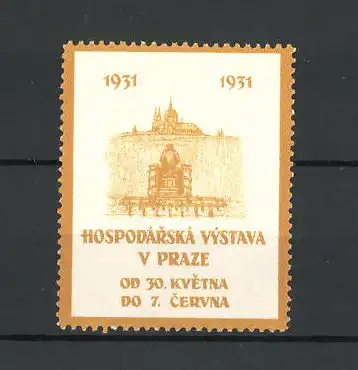 1931 1931
HOSPODÁŘSKÁ VÝSTAVA
V PRAZE
OD 30. KVĚTNA
DO 7. ČERVNA